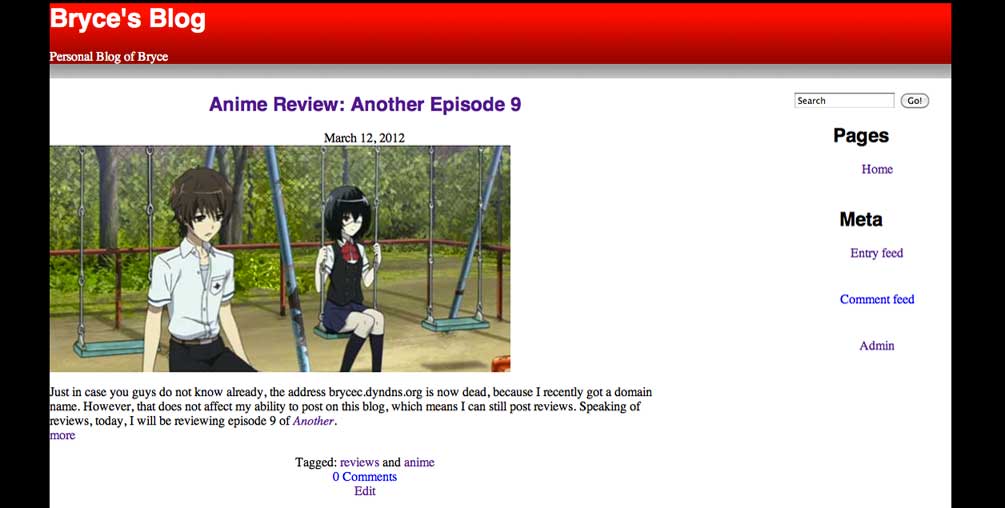 Bryce's Blog
Personal Blog of Bryce
Anime Review: Another Episode 9
March 12, 2012
Just in case you guys do not know already, the address brycec.dyndns.org is now dead, because I recently got a domain
name. However, that does not affect my ability to post on this blog, which means I can still post reviews. Speaking of
reviews, today, I will be reviewing episode 9 of Another.
more
Tagged: reviews and anime
0 Comments
Edit
Search Go!
Pages
Home
Meta
Entry feed
Comment feed
Admin